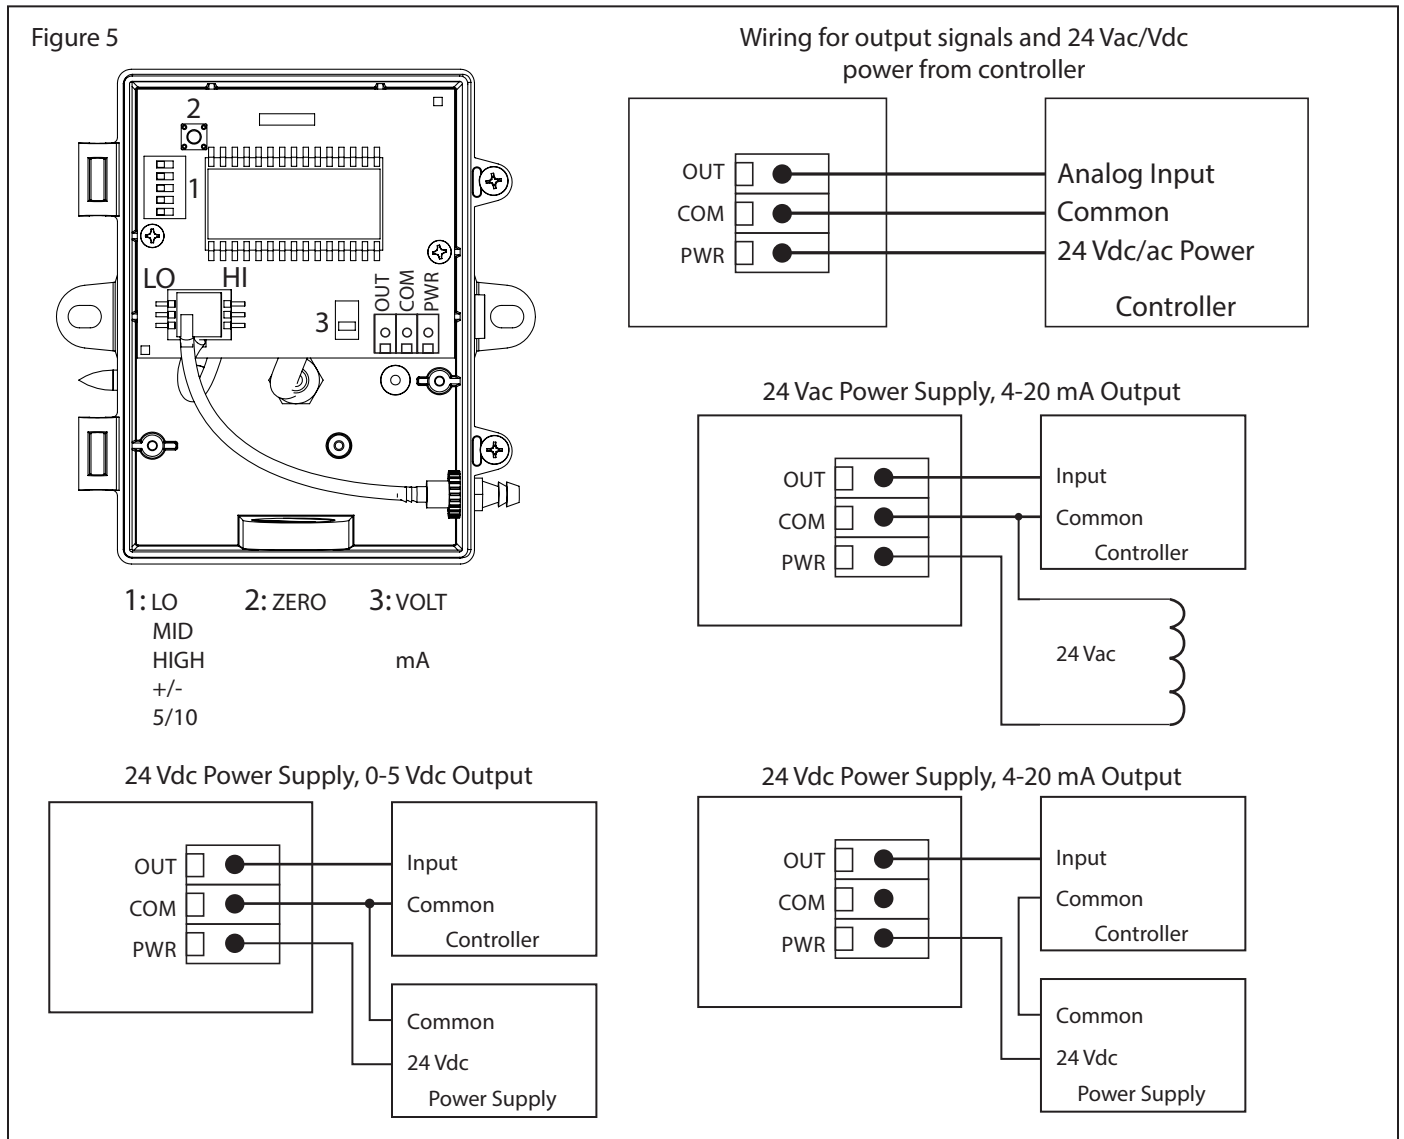 Figure 5
2
1
LO
HI
3
OUT
COM
PWR
1: LO
MID
HIGH
+/-
5/10
2: ZERO
3: VOLT
mA
Wiring for output signals and 24 Vac/Vdc
power from controller
OUT
COM
PWR
Analog Input
Common
24 Vdc/ac Power
Controller
24 Vac Power Supply, 4-20 mA Output
OUT
COM
PWR
Input
Common
Controller
24 Vac
24 Vdc Power Supply, 0-5 Vdc Output
OUT
COM
PWR
Input
Common
Controller
Common
24 Vdc
Power Supply
24 Vdc Power Supply, 4-20 mA Output
OUT
COM
PWR
Input
Common
Controller
Common
24 Vdc
Power Supply